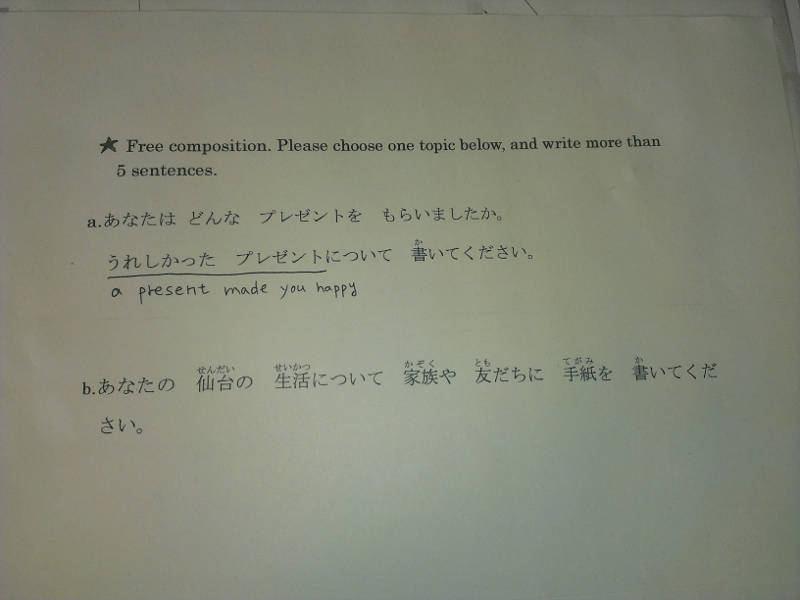 ★ Free composition. Please choose one topic below, and write more than
5 sentences.
a.あなたは どんな プレゼントを もらいましたか。
か
うれしかった プレゼントについて 書いてください。
a present made you happy
せんだい せいかつ かぞく とも てがみ か
b.あなたの 仙台の 生活について 家族や 友だちに 手紙を 書いてくだ
さい。